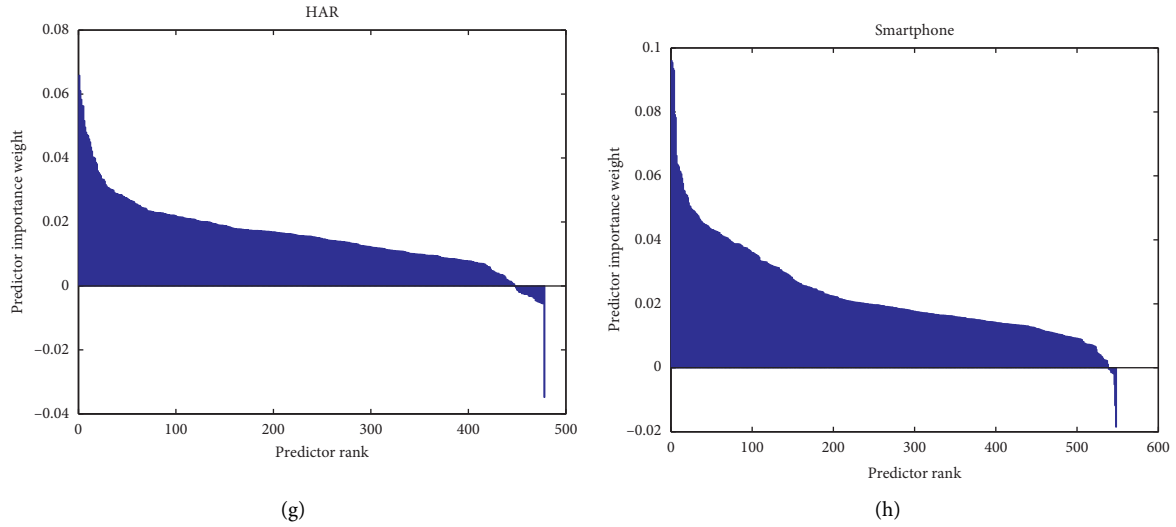 HAR
0.08
0.06
0.04
0.02
0
−0.02
−0.04
0 100 200 300 400 500
Predictor importance weight
Predictor rank
(g)
Smartphone
0.1
0.08
0.06
0.04
0.02
0
−0.02
0 100 200 300 400 500 600
Predictor importance weight
Predictor rank
(h)